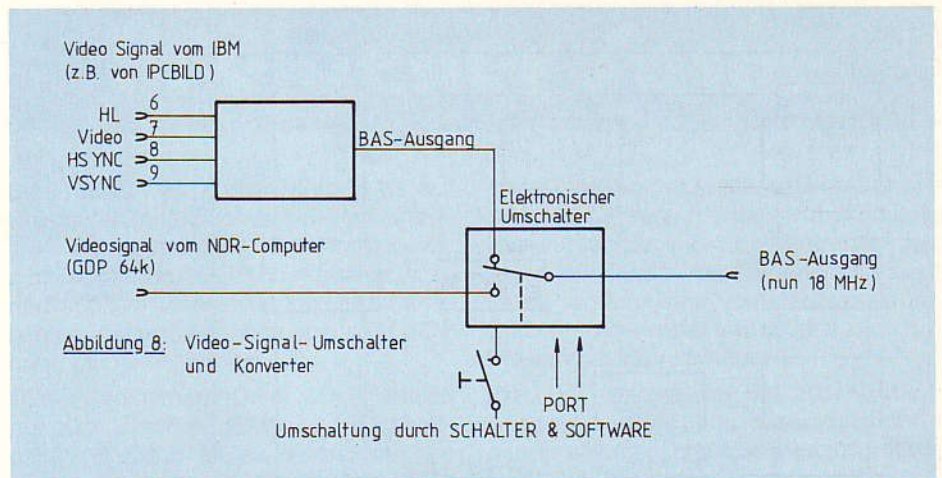 Video Signal vom IBM
(z.B. von IPCBILD)
HL 6
Video 7
HSYNC 8
VSYNC 9
BAS-Ausgang
Elektronischer
Umschalter
Videosignal vom NDR-Computer
(GDP 64k)
BAS-Ausgang
(nun 18 MHz)
Abbildung 8: Video-Signal-Umschalter
und Konverter
PORT
Umschaltung durch SCHALTER & SOFTWARE